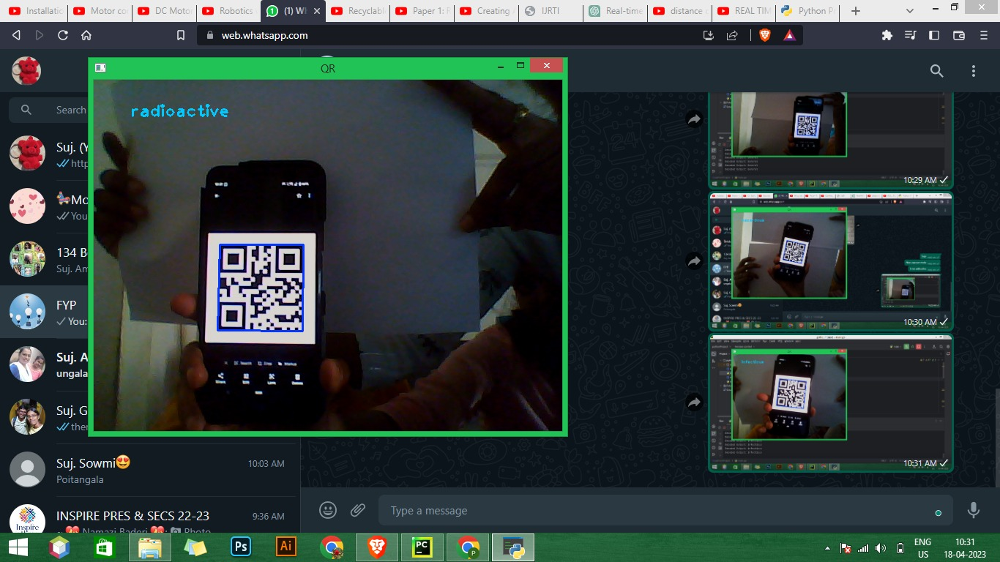 Installatio
Motor co
DC Motor
Robotics
(1) Wh
Recyclabl
Paper 1: R
Creating A
IJRTI
Real-time
distance c
REAL TIM
Python Pr
web.whatsapp.com
QR
radioactive
Search
Suj. (Y
http
Mo
You
134 B
Suj. Am
FYP
You:
Suj. A
ungala
Suj. G
ther
Suj. Sowmi😍
10:03 AM
Poitangala
INSPIRE PRES & SECS 22-23
9:36 AM
Namazi Baderi
Photo
10:29 AM
10:30 AM
10:31 AM
Type a message
ENG
US
10:31
18-04-2023